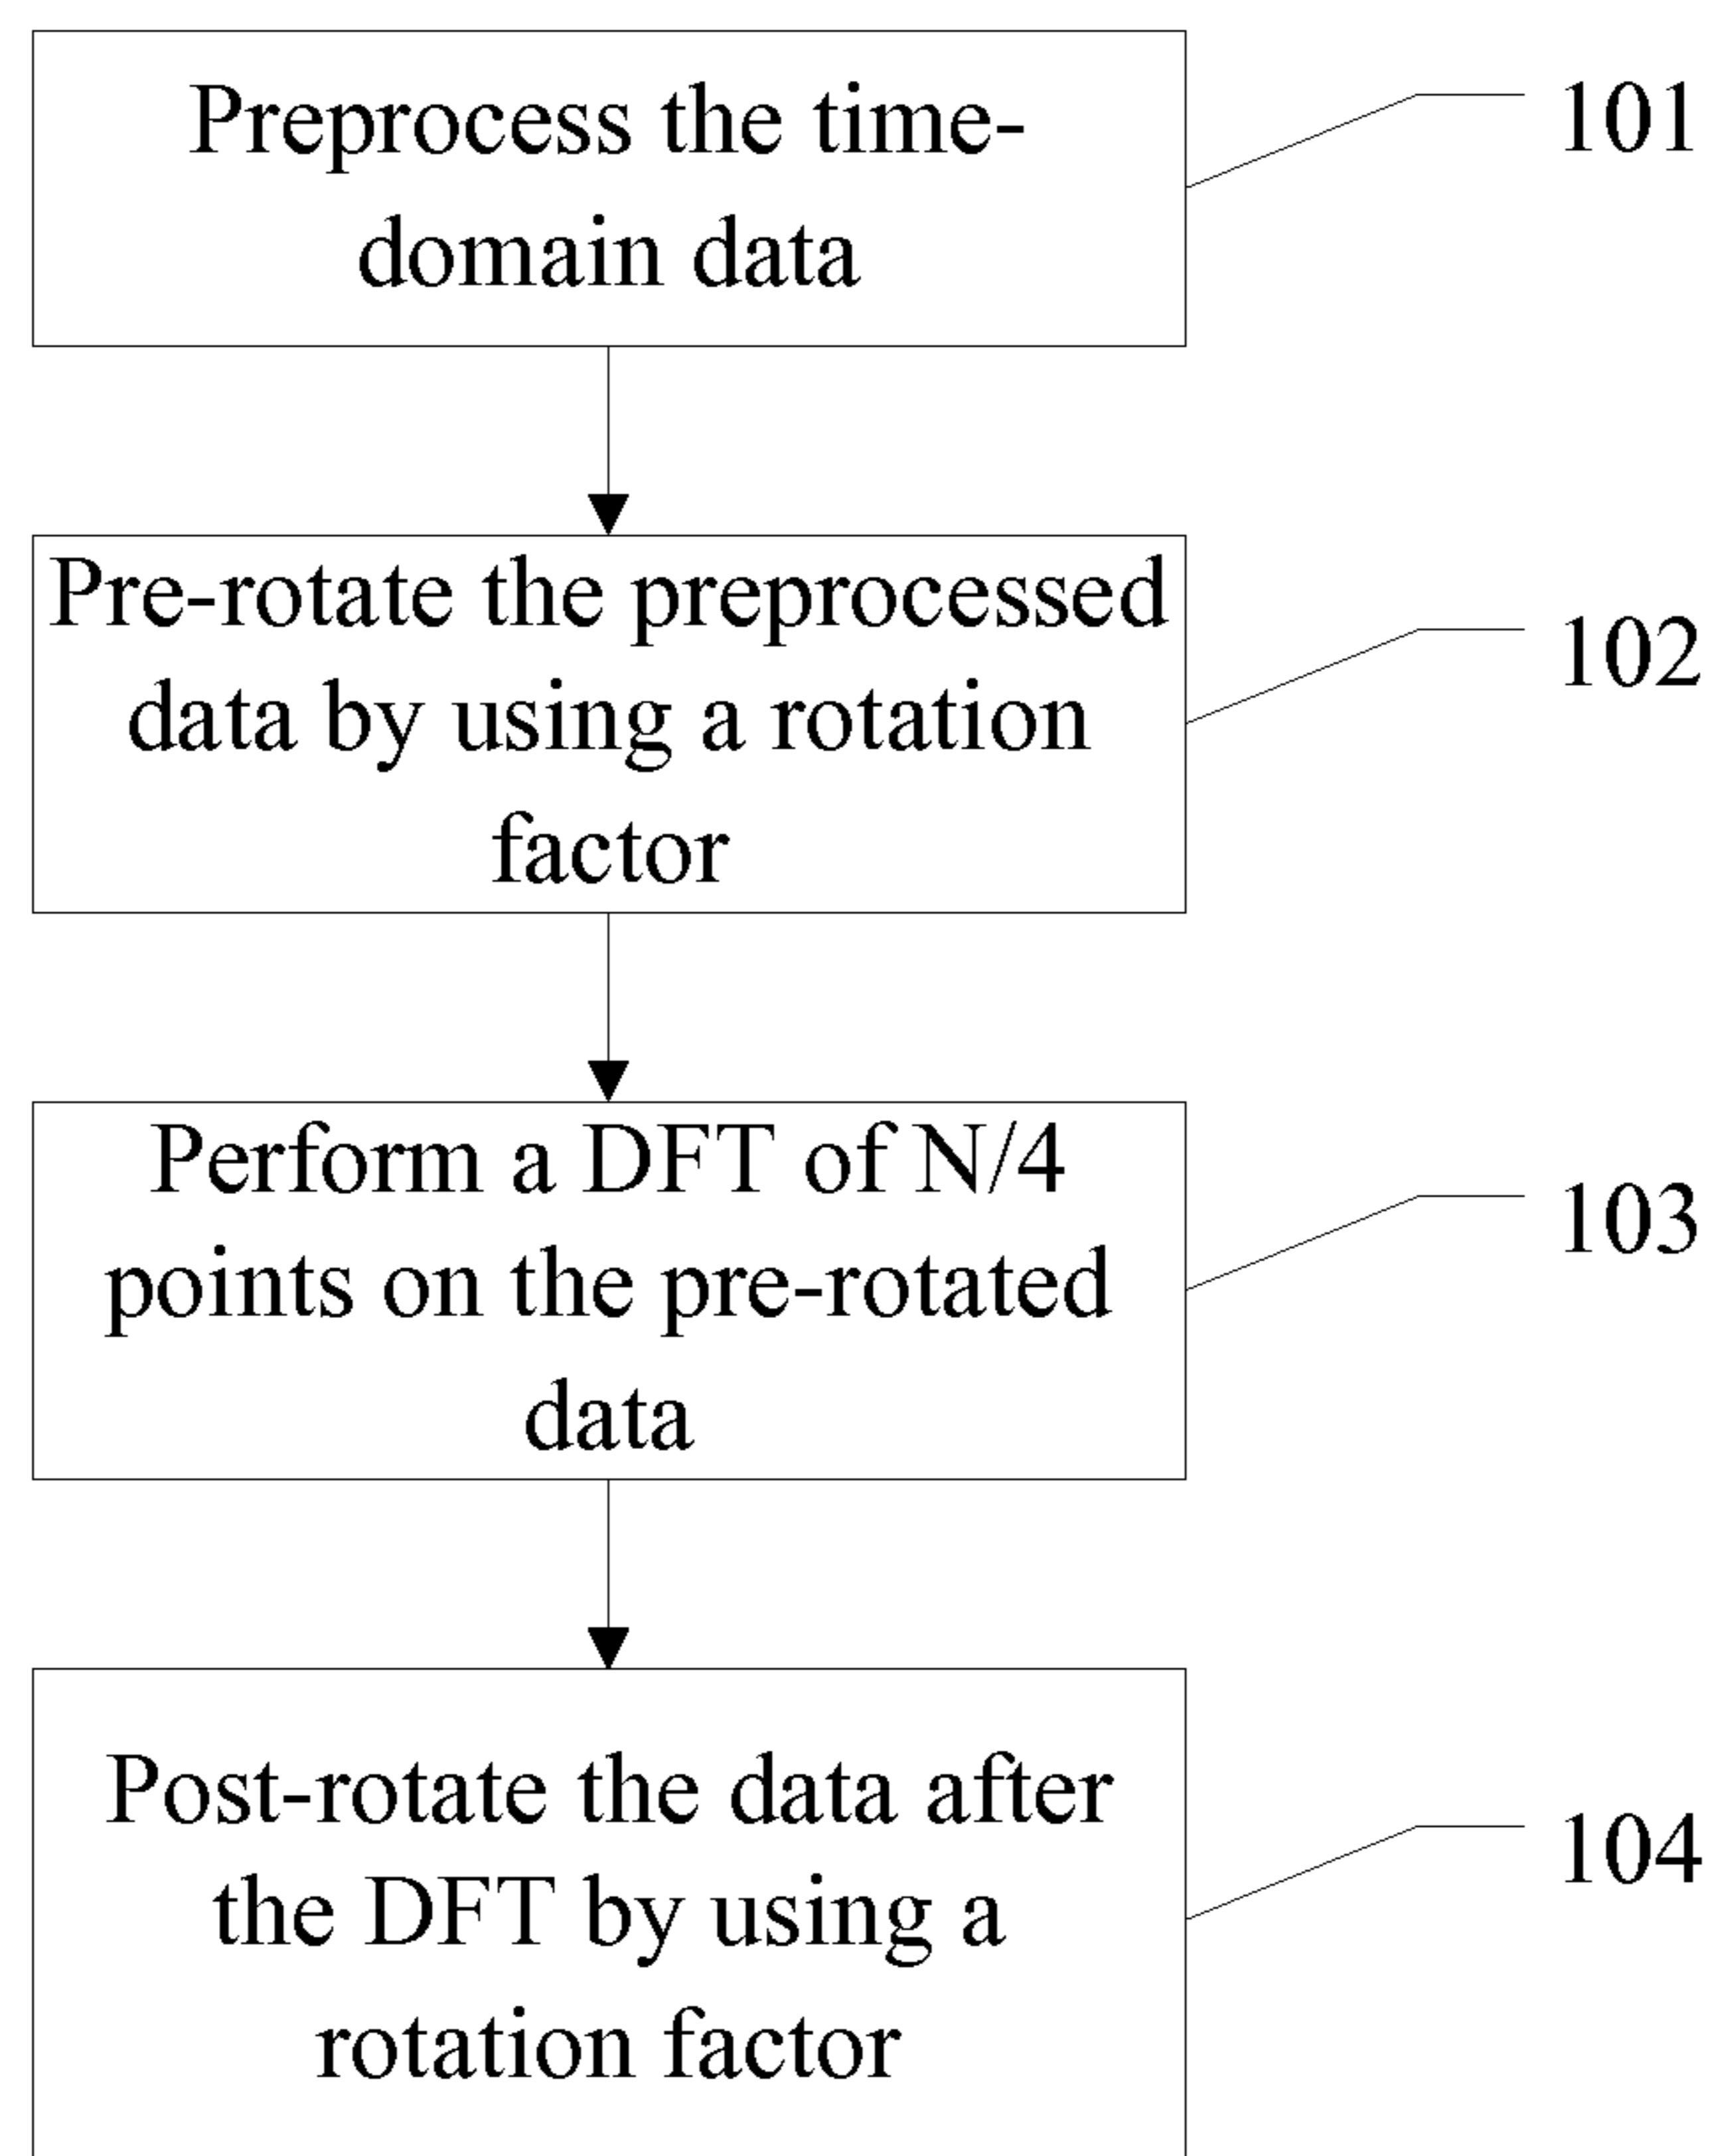 Preprocess the time-
domain data
101
Pre-rotate the preprocessed
data by using a rotation
factor
102
Perform a DFT of N/4
points on the pre-rotated
data
103
Post-rotate the data after
the DFT by using a
rotation factor
104